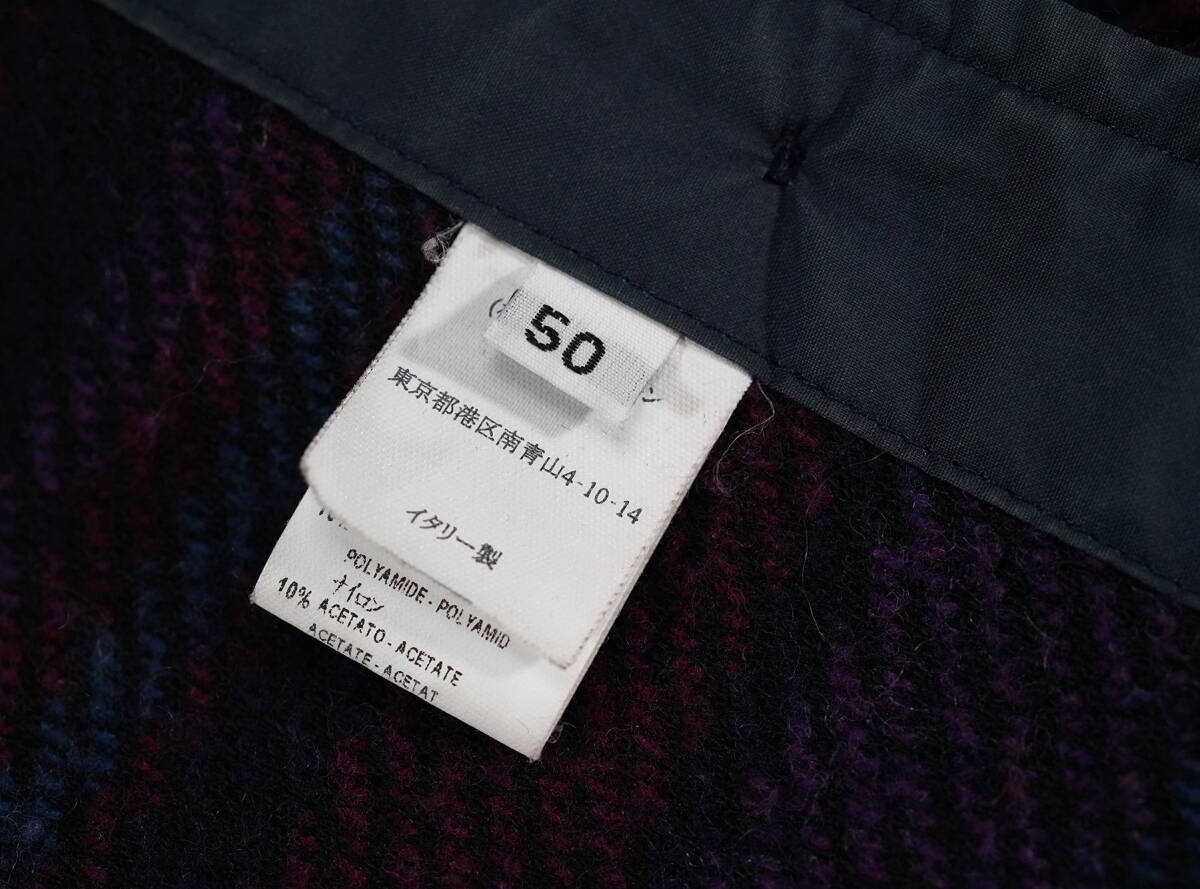 50
東京都港区南青山4-10-14
イタリー製
POLYAMIDE - POLYAMID
ナイロン
10% ACETATO - ACETATE
ACETATE - ACETAT